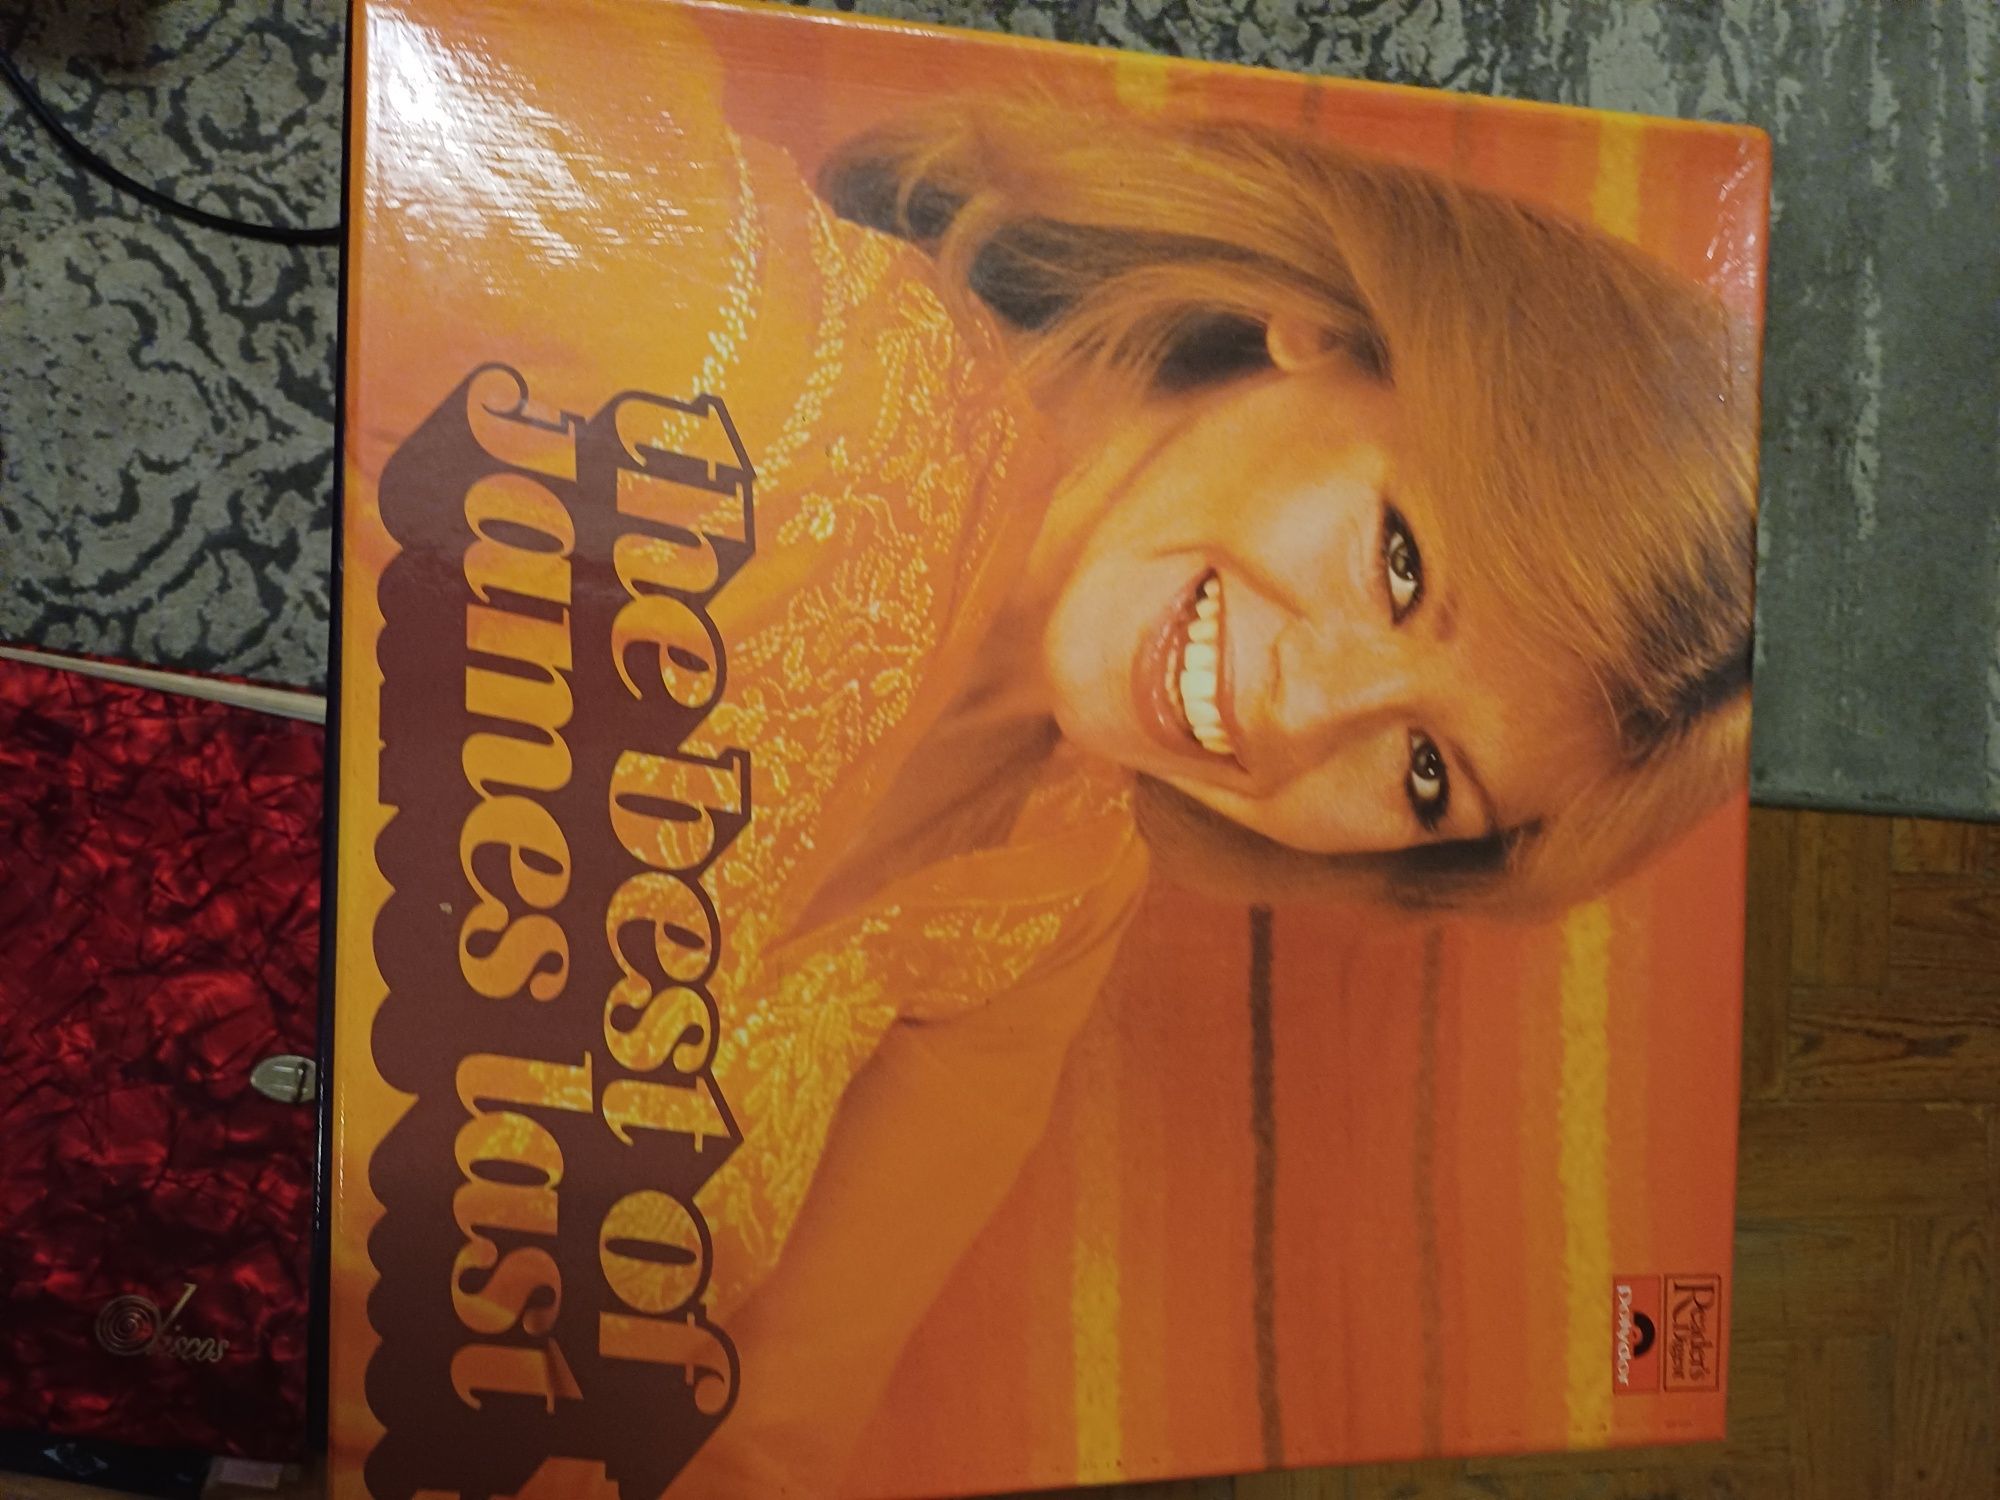 Reader's
Digest
polydor
the best of
James last
Discos